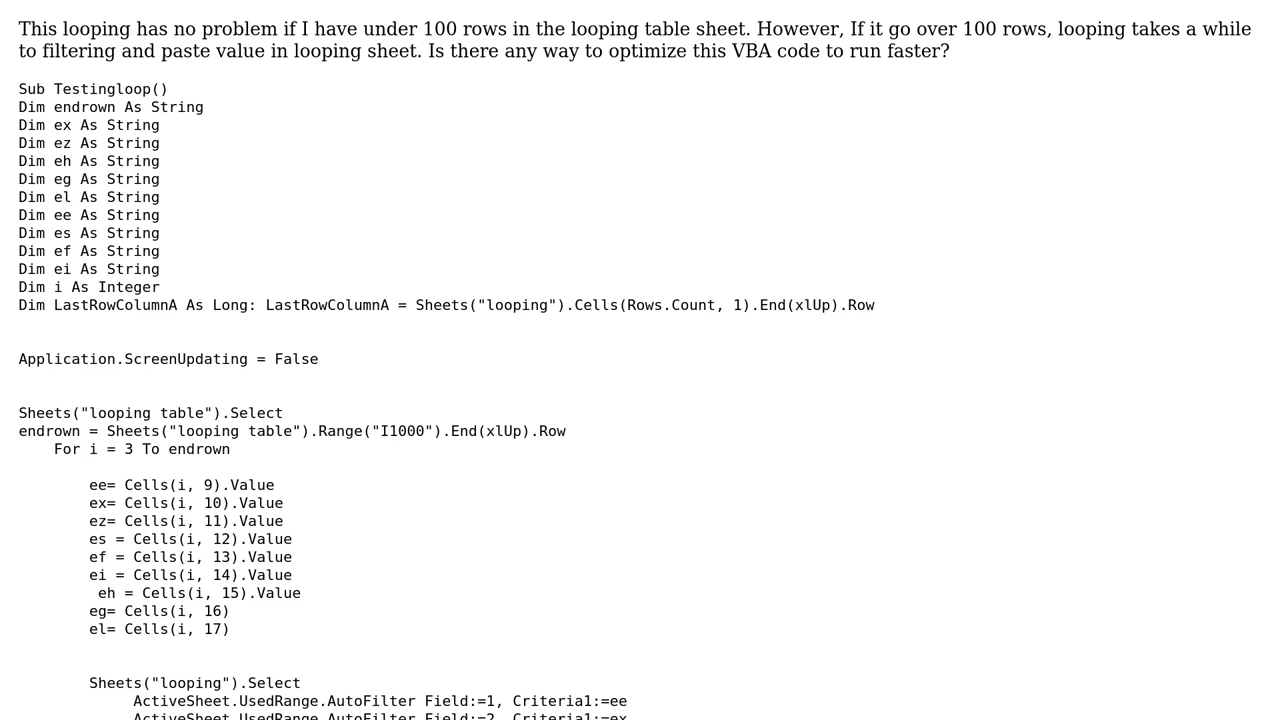 This looping has no problem if I have under 100 rows in the looping table sheet. However, If it go over 100 rows, looping takes a while
to filtering and paste value in looping sheet. Is there any way to optimize this VBA code to run faster?
Sub Testingloop()
Dim endrown As String
Dim ex As String
Dim ez As String
Dim eh As String
Dim eg As String
Dim el As String
Dim ee As String
Dim es As String
Dim ef As String
Dim ei As String
Dim i As Integer
Dim LastRowColumnA As Long: LastRowColumnA = Sheets("looping").Cells(Rows.Count, 1).End(xlUp).Row
Application.ScreenUpdating = False
Sheets("looping table").Select
endrown = Sheets("looping table").Range("I1000").End(xlUp).Row
For i = 3 To endrown
ee= Cells(i, 9).Value
ex= Cells(i, 10).Value
ez= Cells(i, 11).Value
es = Cells(i, 12).Value
ef = Cells(i, 13).Value
ei = Cells(i, 14).Value
eh = Cells(i, 15).Value
eg= Cells(i, 16)
el= Cells(i, 17)
Sheets("looping").Select
ActiveSheet.UsedRange.AutoFilter Field:=1, Criteria1:=ee
ActiveSheet.UsedRange.AutoFilter Field:=2, Criteria1:=ex